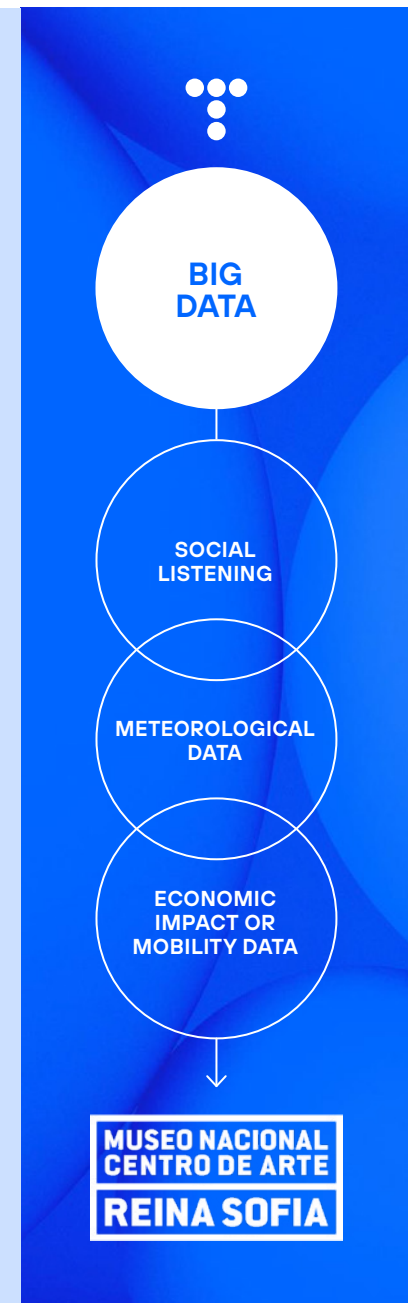 BIG
DATA
SOCIAL
LISTENING
METEOROLOGICAL
DATA
ECONOMIC
IMPACT OR
MOBILITY DATA
MUSEO NACIONAL
CENTRO DE ARTE
REINA SOFIA